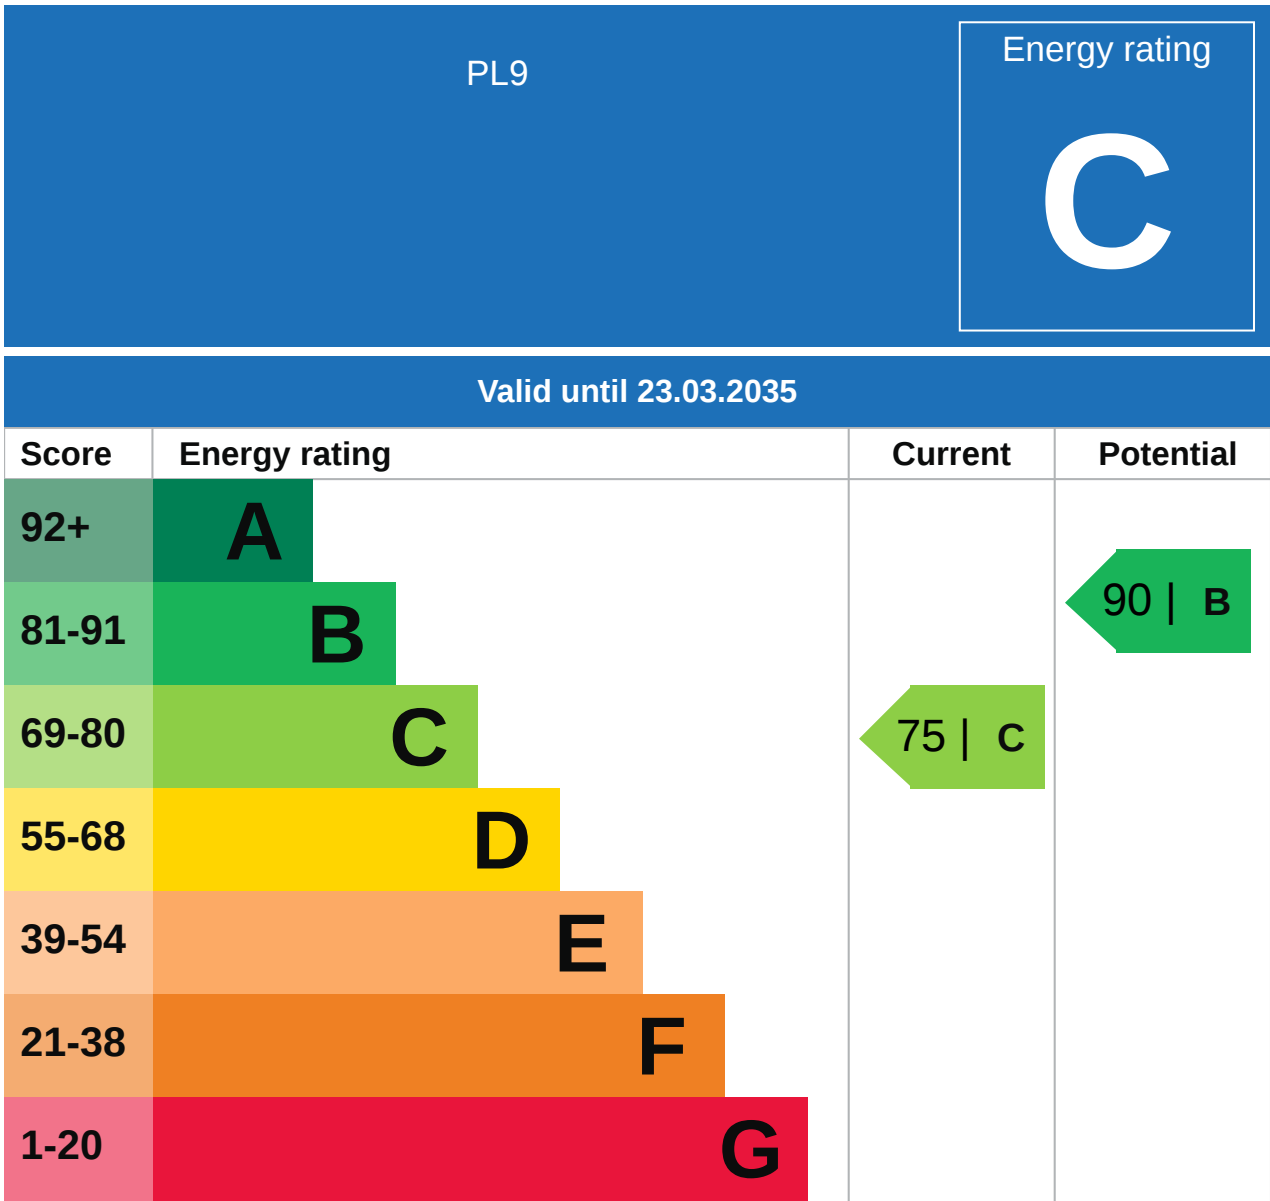 PL9
Energy rating
C
Valid until 23.03.2035
Score Energy rating Current Potential
92+ A
90 | B
81-91 B
69-80 C 75 | C
55-68 D
39-54 E
21-38 F
1-20 G